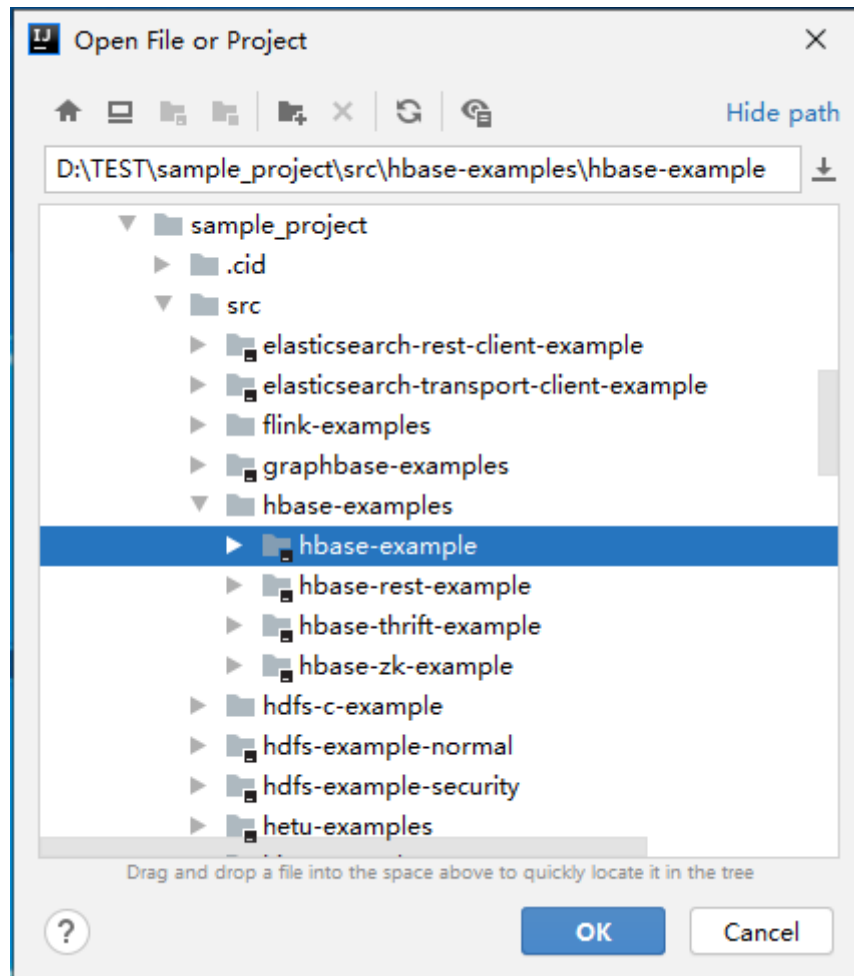 IJ Open File or Project
Hide path
D:\TEST\sample_project\src\hbase-examples\hbase-example
sample_project
.cid
src
elasticsearch-rest-client-example
elasticsearch-transport-client-example
flink-examples
graphbase-examples
hbase-examples
hbase-example
hbase-rest-example
hbase-thrift-example
hbase-zk-example
hdfs-c-example
hdfs-example-normal
hdfs-example-security
hetu-examples
Drag and drop a file into the space above to quickly locate it in the tree
? OK Cancel